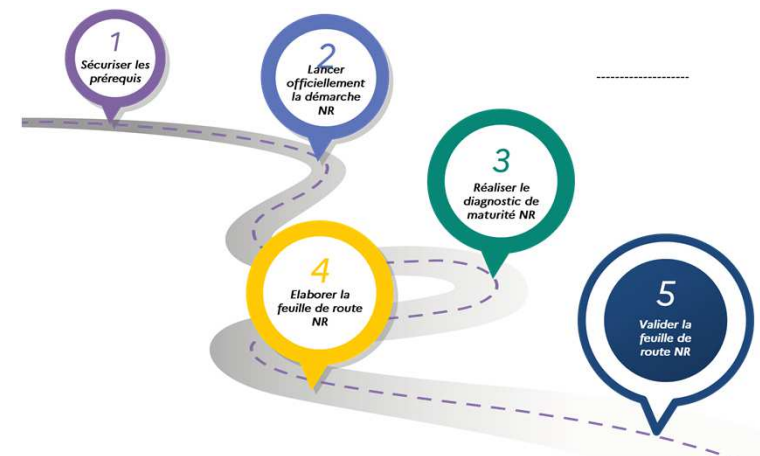 1
Sécuriser les
prérequis
2
Lancer
officiellement
la démarche
NR
3
Réaliser le
diagnostic de
maturité NR
4
Elaborer la
feuille de route
NR
5
Valider la
feuille de
route NR